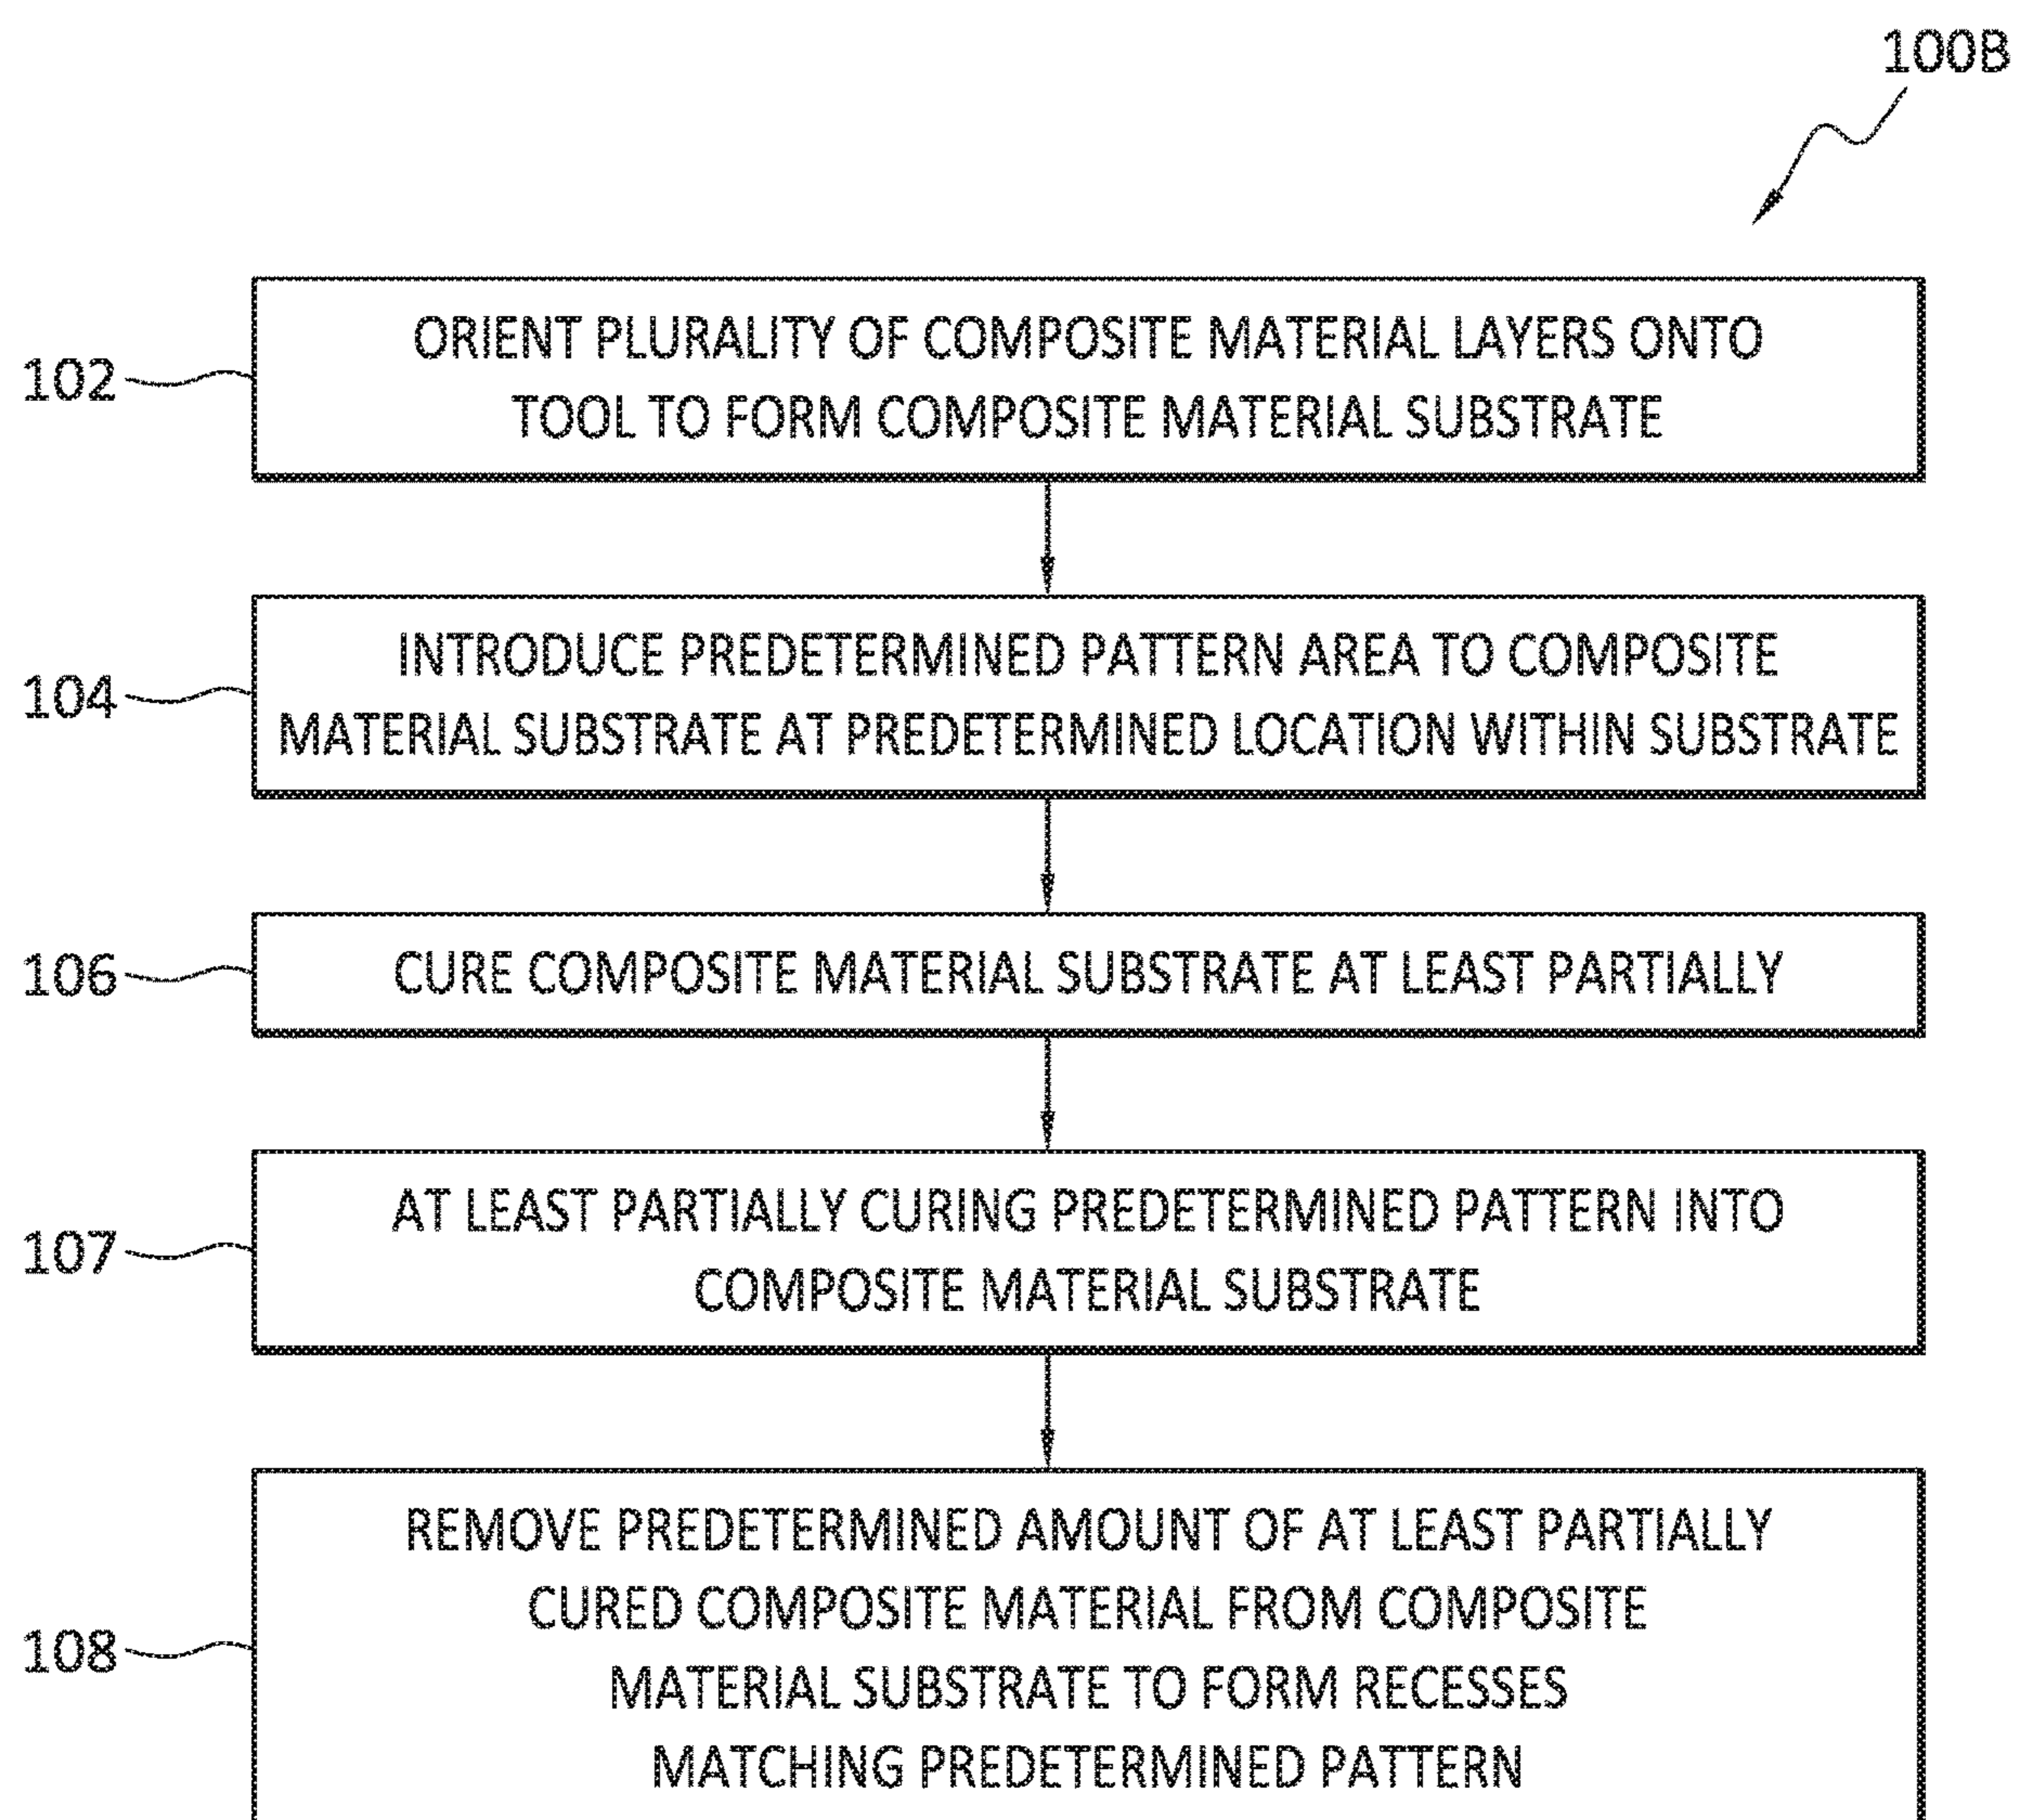 100B
102
ORIENT PLURALITY OF COMPOSITE MATERIAL LAYERS ONTO
TOOL TO FORM COMPOSITE MATERIAL SUBSTRATE
104
INTRODUCE PREDETERMINED PATTERN AREA TO COMPOSITE
MATERIAL SUBSTRATE AT PREDETERMINED LOCATION WITHIN SUBSTRATE
106
CURE COMPOSITE MATERIAL SUBSTRATE AT LEAST PARTIALLY
107
AT LEAST PARTIALLY CURING PREDETERMINED PATTERN INTO
COMPOSITE MATERIAL SUBSTRATE
108
REMOVE PREDETERMINED AMOUNT OF AT LEAST PARTIALLY
CURED COMPOSITE MATERIAL FROM COMPOSITE
MATERIAL SUBSTRATE TO FORM RECESSES
MATCHING PREDETERMINED PATTERN